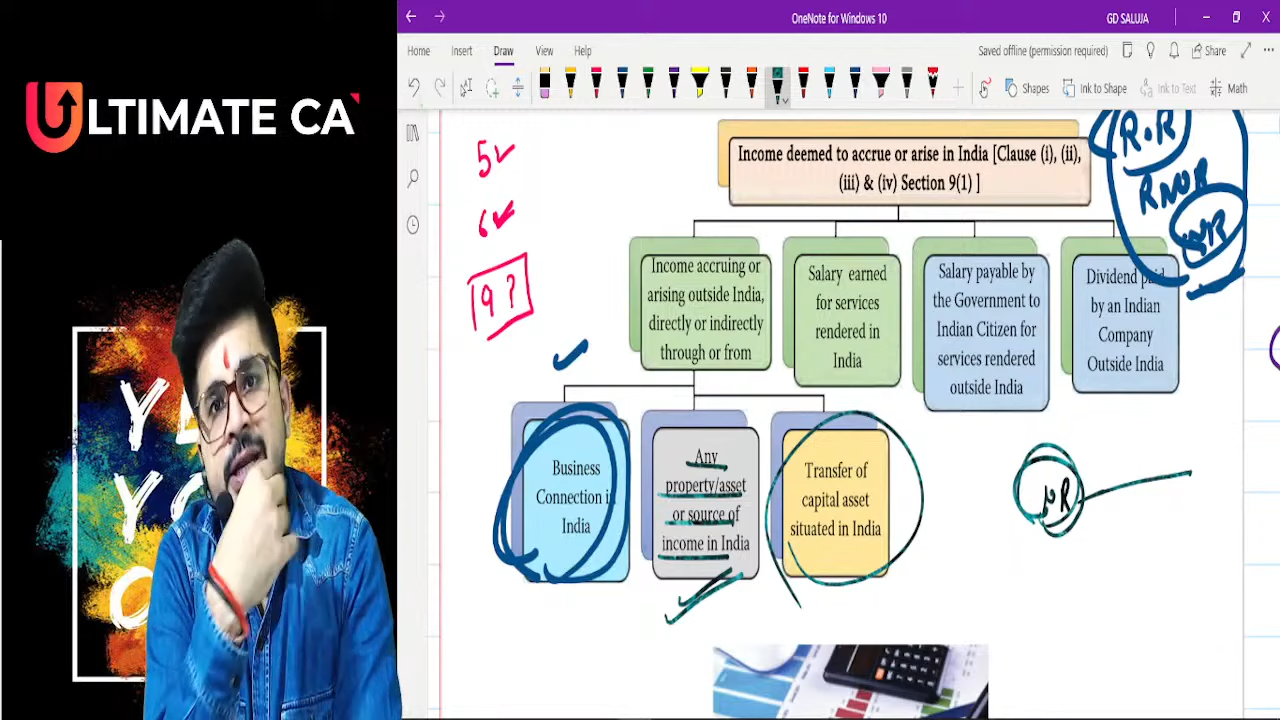 OneNote for Windows 10
GD SALUJA
Home Insert Draw View Help
Saved offline (permission required)
Share
Shapes
Ink to Shape
Ink to Text
Math
ULTIMATE CA
5
6
9 ?
Income deemed to accrue or arise in India [Clause (i), (ii),
(iii) & (iv) Section 9(1) ]
R.R
RNOR
NR
Income accruing or
arising outside India,
directly or indirectly
through or from
Salary earned
for services
rendered in
India
Salary payable by
the Government to
Indian Citizen for
services rendered
outside India
Dividend paid
by an Indian
Company
Outside India
Business
Connection in
India
Any
property/asset
or source of
income in India
Transfer of
capital asset
situated in India
NR